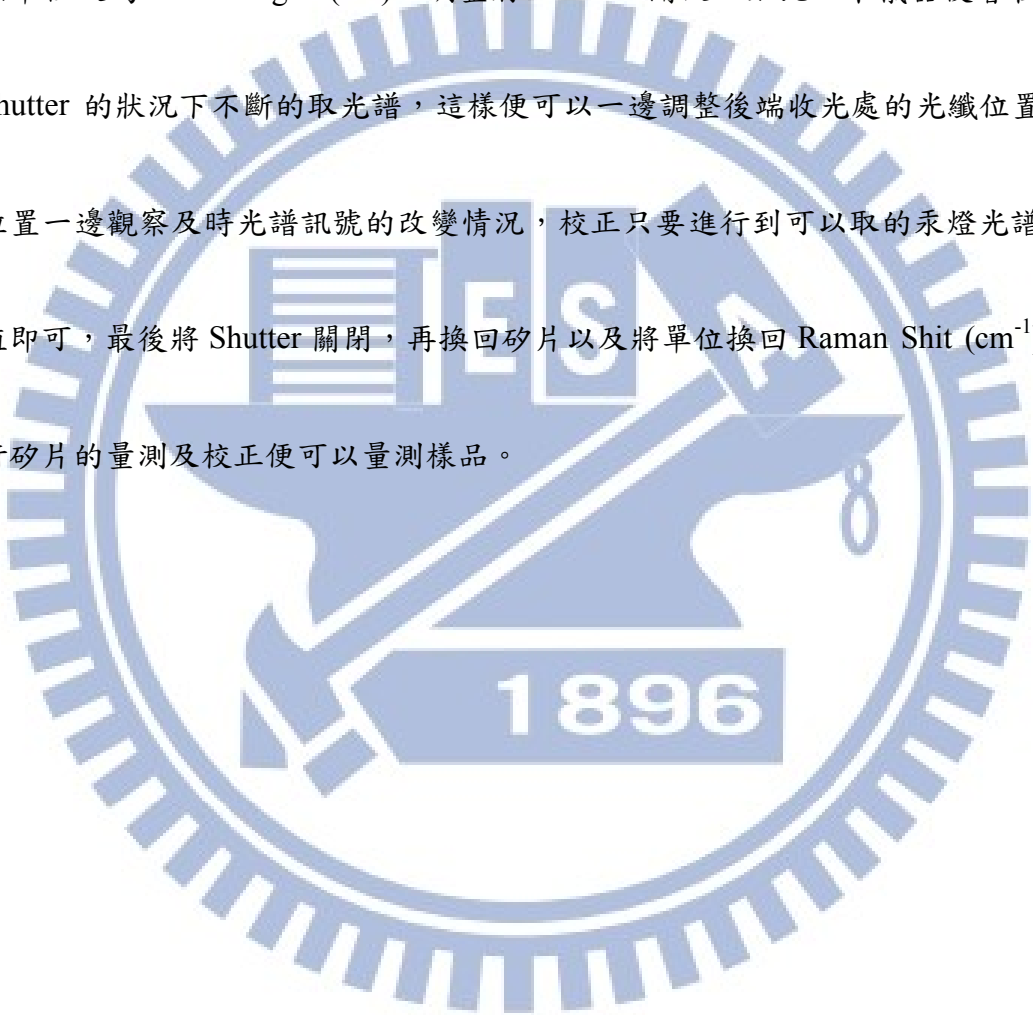 Shutter 的狀況下不斷的取光譜，這樣便可以一邊調整後端收光處的光纖位置
位置一邊觀察及時光譜訊號的改變情況，校正只要進行到可以取的汞燈光譜
即可，最後將 Shutter 關閉，再換回矽片以及將單位換回 Raman Shit (cm⁻¹
矽片的量測及校正便可以量測樣品。
E S A
8
1896